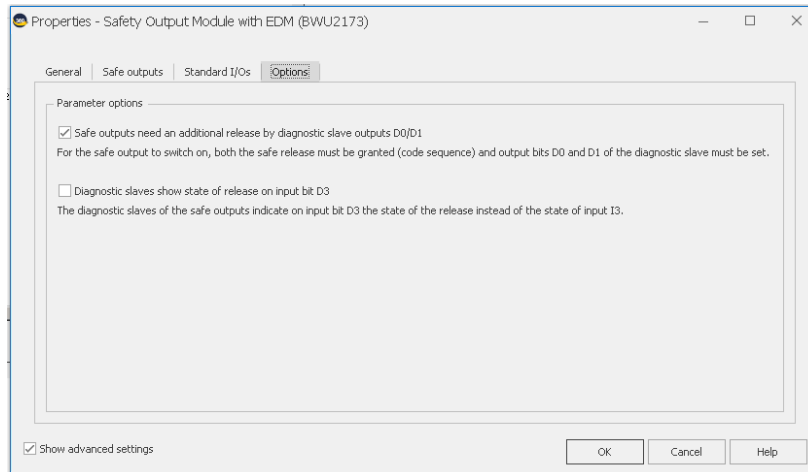 Properties - Safety Output Module with EDM (BWU2173)
General
Safe outputs
Standard I/Os
Options
Parameter options
Safe outputs need an additional release by diagnostic slave outputs D0/D1
For the safe output to switch on, both the safe release must be granted (code sequence) and output bits D0 and D1 of the diagnostic slave must be set.
Diagnostic slaves show state of release on input bit D3
The diagnostic slaves of the safe outputs indicate on input bit D3 the state of the release instead of the state of input I3.
Show advanced settings
OK
Cancel
Help